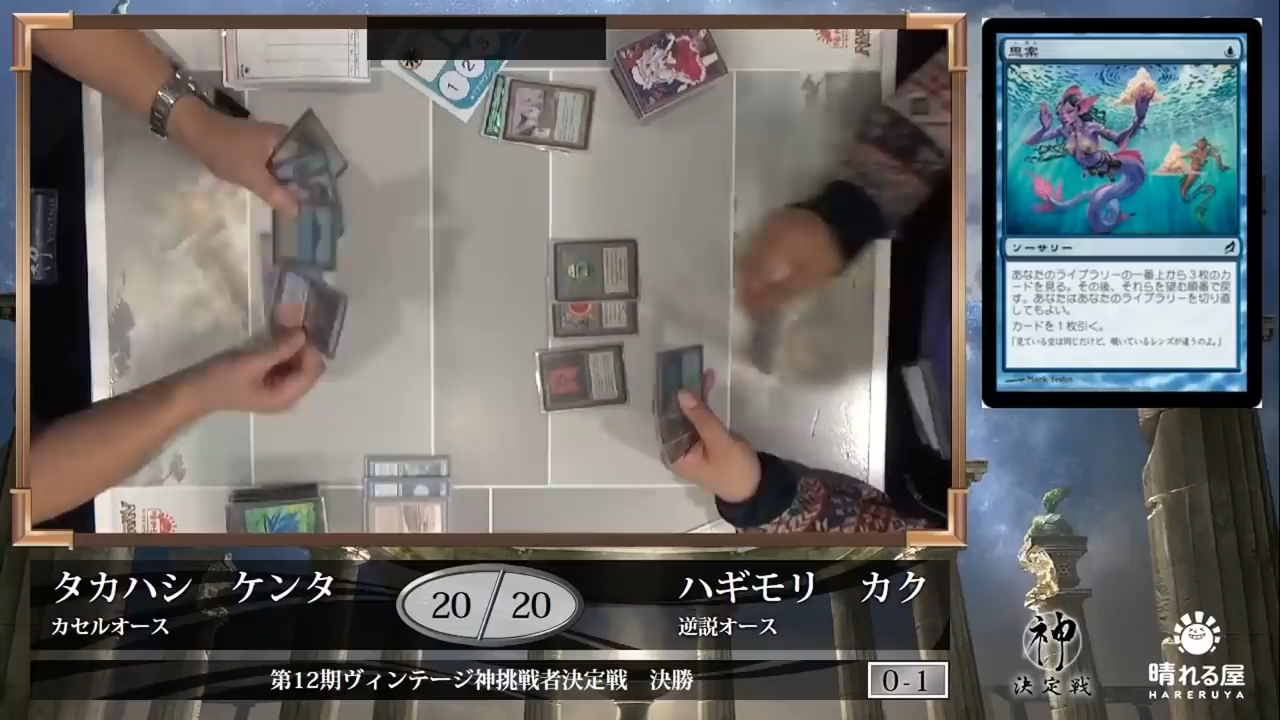 思案
ソーサリー
あなたのライブラリーの一番上から3枚のカ
ードを見る。その後、それらを望む順番で戻
す。あなたはあなたのライブラリーを切り直
してもよい。
カードを1枚引く。
「見ている空は同じだけど、覗いているレンズが違うのよ。」
Mark Tedin
タカハシ ケンタ
カセルオース
20 / 20
ハギモリ カク
逆説オース
第12期ヴィンテージ神挑戦者決定戦 決勝
0-1
神
決定戦
晴れる屋
HARERUYA